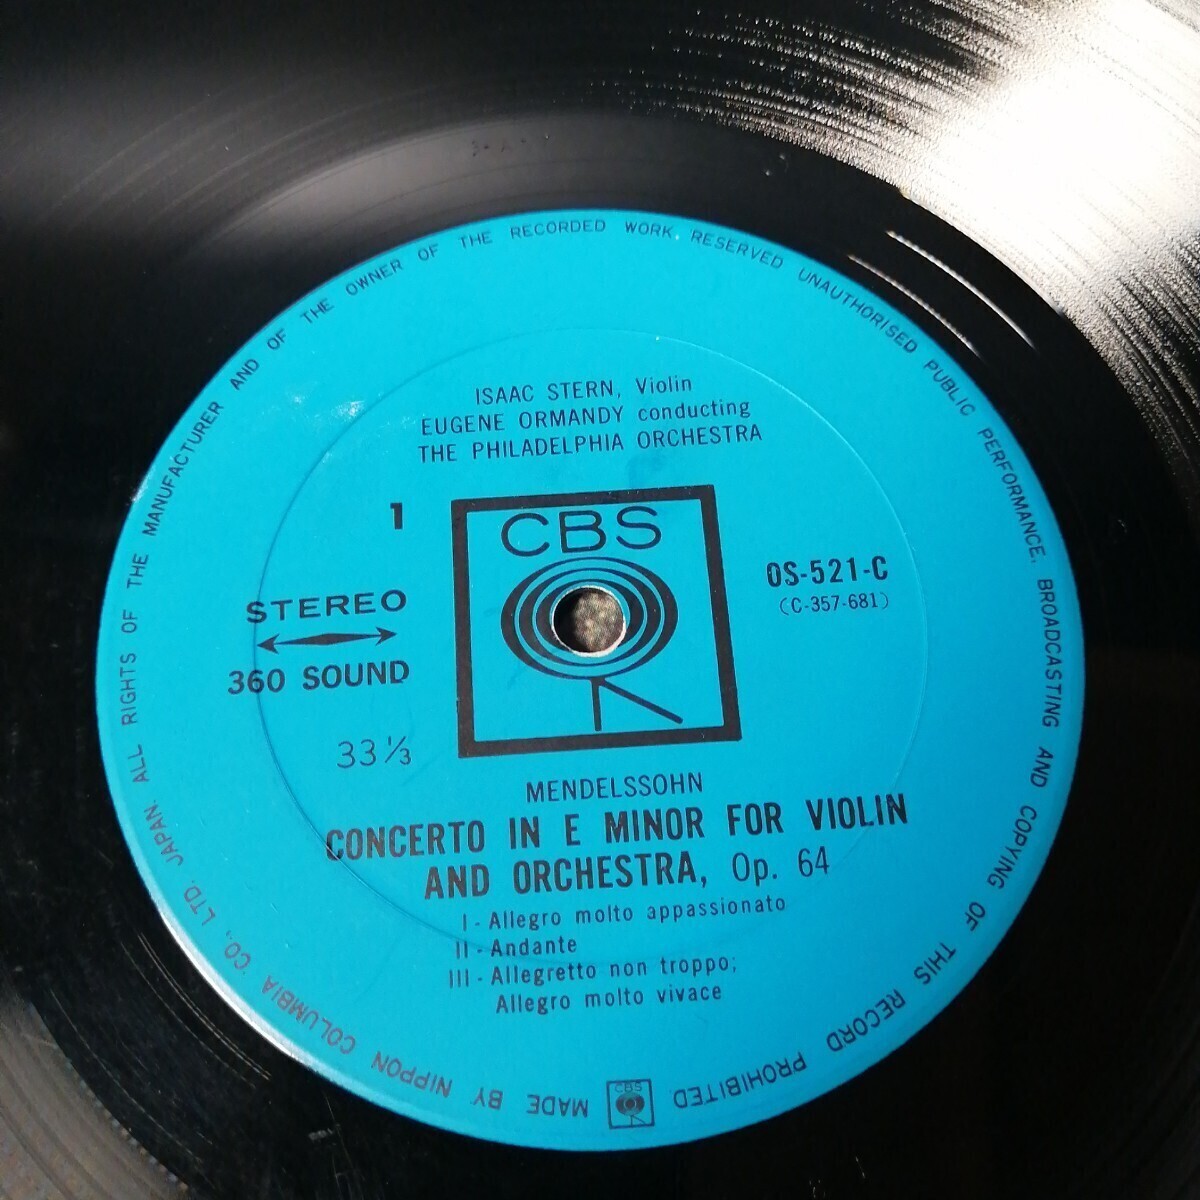 ALL RIGHTS OF THE MANUFACTURER AND OF THE OWNER OF THE RECORDED WORK. RESERVED UNAUTHORISED PUBLIC PERFORMANCE. BROADCASTING AND COPYING OF THIS RECORD PROHIBITED
ISAAC STERN, Violin
EUGENE ORMANDY conducting
THE PHILADELPHIA ORCHESTRA
1
CBS
OS-521-C
(C-357-681)
STEREO
360 SOUND
33 1/3
MENDELSSOHN
CONCERTO IN E MINOR FOR VIOLIN
AND ORCHESTRA, Op. 64
I - Allegro molto appassionato
II - Andante
III - Allegretto non troppo;
Allegro molto vivace
CBS
MADE BY NIPPON COLUMBIA CO., LTD. JAPAN